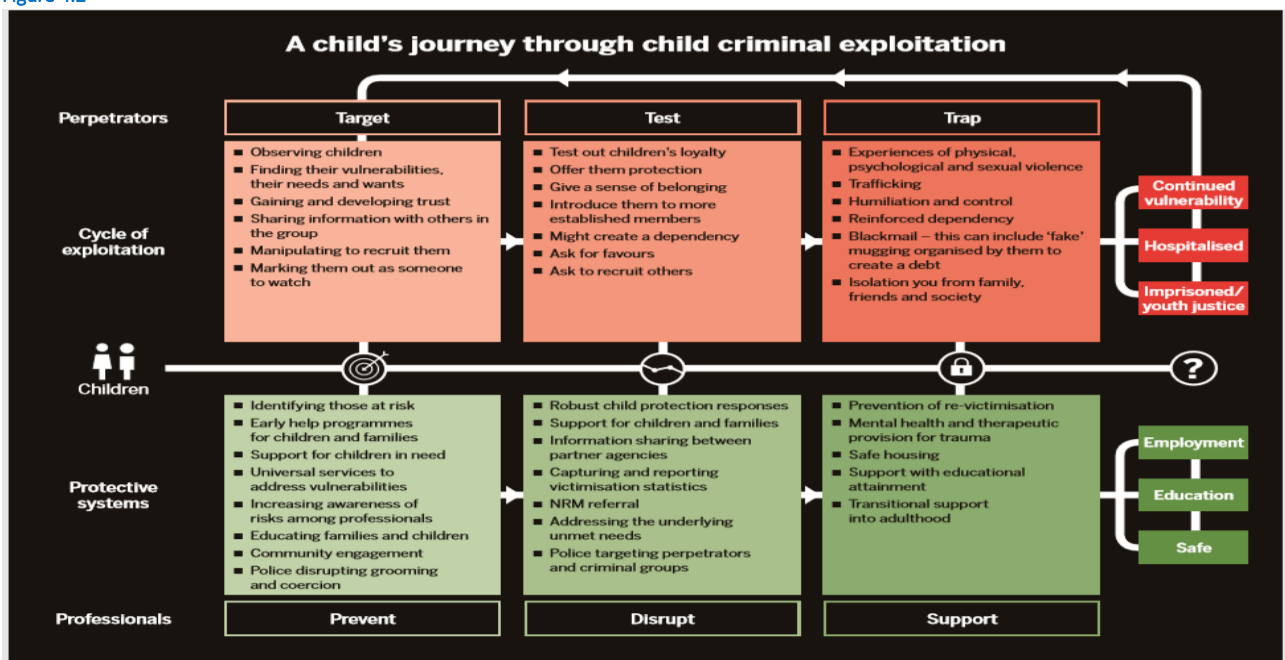 Figure 4.2
A child's journey through child criminal exploitation
Perpetrators
Target
Test
Trap
Cycle of
exploitation
■ Observing children
■ Finding their vulnerabilities,
their needs and wants
■ Gaining and developing trust
■ Sharing information with others in
the group
■ Manipulating to recruit them
■ Marking them out as someone
to watch
■ Test out children's loyalty
■ Offer them protection
■ Give a sense of belonging
■ Introduce them to more
established members
■ Might create a dependency
■ Ask for favours
■ Ask to recruit others
■ Experiences of physical,
psychological and sexual violence
■ Trafficking
■ Humiliation and control
■ Reinforced dependency
■ Blackmail – this can include 'fake'
mugging organised by them to
create a debt
■ Isolation you from family,
friends and society
Continued
vulnerability
Hospitalised
Imprisoned/
youth justice
Children
?
Protective
systems
■ Identifying those at risk
■ Early help programmes
for children and families
■ Support for children in need
■ Universal services to
address vulnerabilities
■ Increasing awareness of
risks among professionals
■ Educating families and children
■ Community engagement
■ Police disrupting grooming
and coercion
■ Robust child protection responses
■ Support for children and families
■ Information sharing between
partner agencies
■ Capturing and reporting
victimisation statistics
■ NRM referral
■ Addressing the underlying
unmet needs
■ Police targeting perpetrators
and criminal groups
■ Prevention of re-victimisation
■ Mental health and therapeutic
provision for trauma
■ Safe housing
■ Support with educational
attainment
■ Transitional support
into adulthood
Employment
Education
Safe
Professionals
Prevent
Disrupt
Support